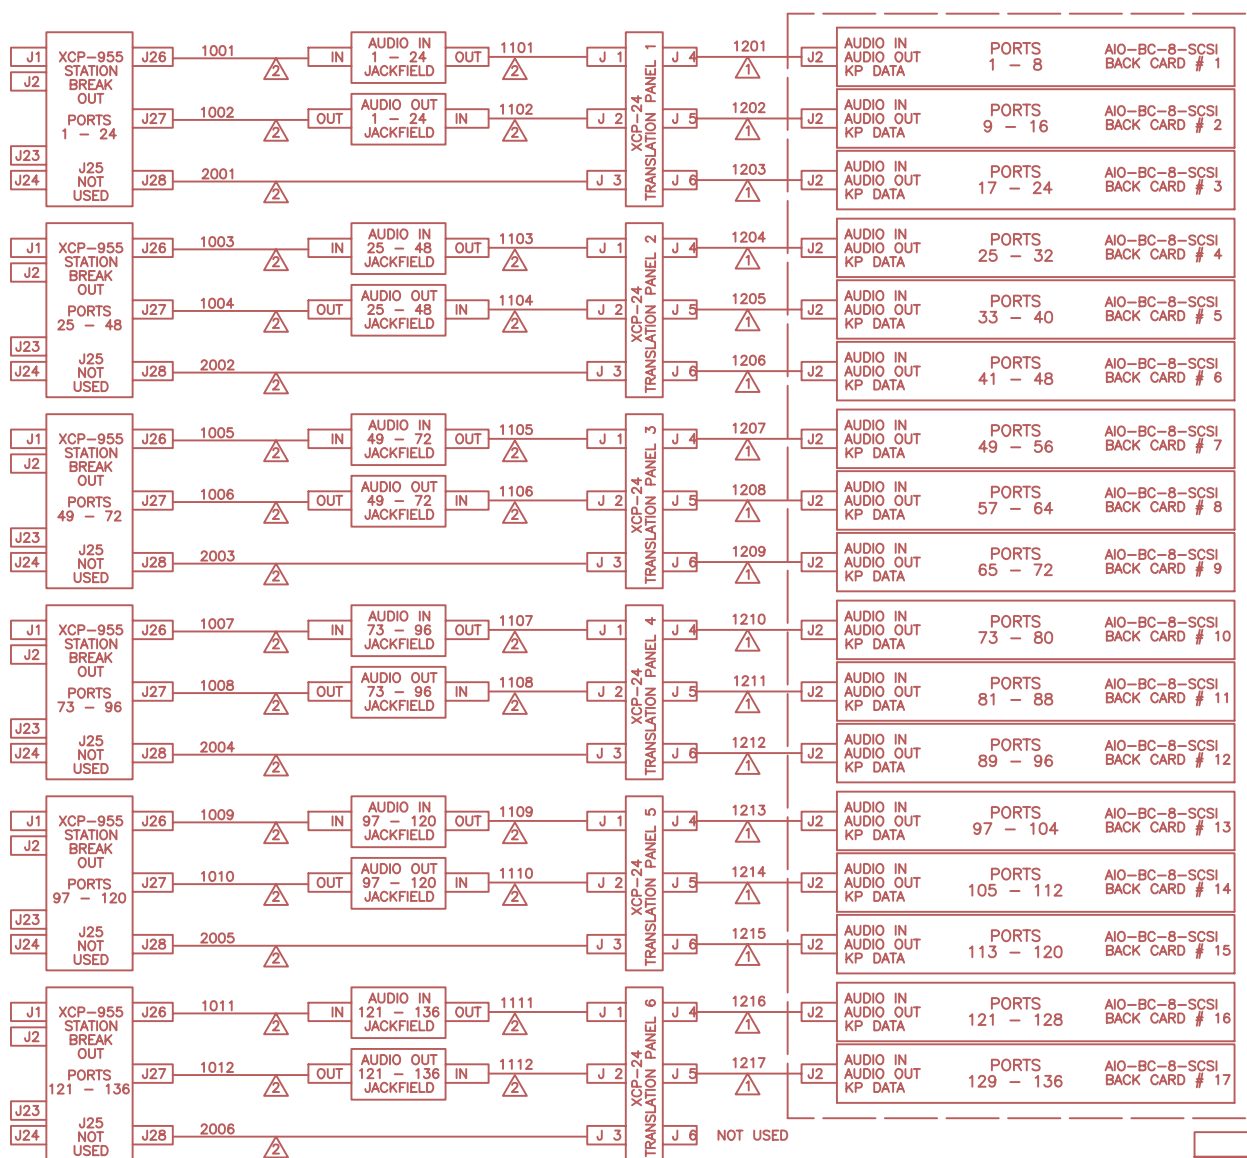 J1 XCP-955 J26 1001 2 IN AUDIO IN OUT 1101 2 J 1 J 4 1201 1 J2 AUDIO IN PORTS AIO-BC-8-SCSI
J2 STATION 1 - 24 AUDIO OUT 1 - 8 BACK CARD # 1
BREAK JACKFIELD KP DATA
OUT
PORTS J27 1002 2 OUT AUDIO OUT IN 1102 2 J 2 J 5 1202 1 J2 AUDIO IN PORTS AIO-BC-8-SCSI
1 - 24 1 - 24 AUDIO OUT 9 - 16 BACK CARD # 2
JACKFIELD KP DATA
J23
J24 J25 J28 2001 2 J 3 J 6 1203 1 J2 AUDIO IN PORTS AIO-BC-8-SCSI
NOT AUDIO OUT 17 - 24 BACK CARD # 3
USED KP DATA
XCP-24
TRANSLATION PANEL 1
J1 XCP-955 J26 1003 2 IN AUDIO IN OUT 1103 2 J 1 J 4 1204 1 J2 AUDIO IN PORTS AIO-BC-8-SCSI
J2 STATION 25 - 48 AUDIO OUT 25 - 32 BACK CARD # 4
BREAK JACKFIELD KP DATA
OUT
PORTS J27 1004 2 OUT AUDIO OUT IN 1104 2 J 2 J 5 1205 1 J2 AUDIO IN PORTS AIO-BC-8-SCSI
25 - 48 25 - 48 AUDIO OUT 33 - 40 BACK CARD # 5
JACKFIELD KP DATA
J23
J24 J25 J28 2002 2 J 3 J 6 1206 1 J2 AUDIO IN PORTS AIO-BC-8-SCSI
NOT AUDIO OUT 41 - 48 BACK CARD # 6
USED KP DATA
XCP-24
TRANSLATION PANEL 2
J1 XCP-955 J26 1005 2 IN AUDIO IN OUT 1105 2 J 1 J 4 1207 1 J2 AUDIO IN PORTS AIO-BC-8-SCSI
J2 STATION 49 - 72 AUDIO OUT 49 - 56 BACK CARD # 7
BREAK JACKFIELD KP DATA
OUT
PORTS J27 1006 2 OUT AUDIO OUT IN 1106 2 J 2 J 5 1208 1 J2 AUDIO IN PORTS AIO-BC-8-SCSI
49 - 72 49 - 72 AUDIO OUT 57 - 64 BACK CARD # 8
JACKFIELD KP DATA
J23
J24 J25 J28 2003 2 J 3 J 6 1209 1 J2 AUDIO IN PORTS AIO-BC-8-SCSI
NOT AUDIO OUT 65 - 72 BACK CARD # 9
USED KP DATA
XCP-24
TRANSLATION PANEL 3
J1 XCP-955 J26 1007 2 IN AUDIO IN OUT 1107 2 J 1 J 4 1210 1 J2 AUDIO IN PORTS AIO-BC-8-SCSI
J2 STATION 73 - 96 AUDIO OUT 73 - 80 BACK CARD # 10
BREAK JACKFIELD KP DATA
OUT
PORTS J27 1008 2 OUT AUDIO OUT IN 1108 2 J 2 J 5 1211 1 J2 AUDIO IN PORTS AIO-BC-8-SCSI
73 - 96 73 - 96 AUDIO OUT 81 - 88 BACK CARD # 11
JACKFIELD KP DATA
J23
J24 J25 J28 2004 2 J 3 J 6 1212 1 J2 AUDIO IN PORTS AIO-BC-8-SCSI
NOT AUDIO OUT 89 - 96 BACK CARD # 12
USED KP DATA
XCP-24
TRANSLATION PANEL 4
J1 XCP-955 J26 1009 2 IN AUDIO IN OUT 1109 2 J 1 J 4 1213 1 J2 AUDIO IN PORTS AIO-BC-8-SCSI
J2 STATION 97 - 120 AUDIO OUT 97 - 104 BACK CARD # 13
BREAK JACKFIELD KP DATA
OUT
PORTS J27 1010 2 OUT AUDIO OUT IN 1110 2 J 2 J 5 1214 1 J2 AUDIO IN PORTS AIO-BC-8-SCSI
97 - 120 97 - 120 AUDIO OUT 105 - 112 BACK CARD # 14
JACKFIELD KP DATA
J23
J24 J25 J28 2005 2 J 3 J 6 1215 1 J2 AUDIO IN PORTS AIO-BC-8-SCSI
NOT AUDIO OUT 113 - 120 BACK CARD # 15
USED KP DATA
XCP-24
TRANSLATION PANEL 5
J1 XCP-955 J26 1011 2 IN AUDIO IN OUT 1111 2 J 1 J 4 1216 1 J2 AUDIO IN PORTS AIO-BC-8-SCSI
J2 STATION 121 - 136 AUDIO OUT 121 - 128 BACK CARD # 16
BREAK JACKFIELD KP DATA
OUT
PORTS J27 1012 2 OUT AUDIO OUT IN 1112 2 J 2 J 5 1217 1 J2 AUDIO IN PORTS AIO-BC-8-SCSI
121 - 136 121 - 136 AUDIO OUT 129 - 136 BACK CARD # 17
JACKFIELD KP DATA
J23
J24 J25 J28 2006 2 J 3 J 6 NOT USED
NOT
USED
XCP-24
TRANSLATION PANEL 6